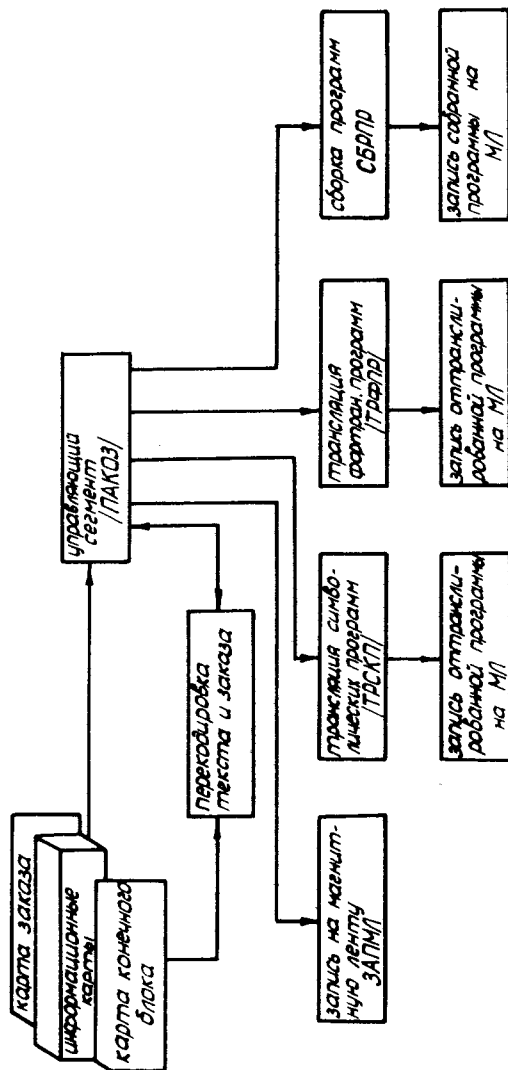 карта заказа
информационные
карты
карта конечного
блока
управляющий
сегмент
/ПАКОЗ/
перекодировка
текста и заказа
запись на магнит-
ную ленту
ЗАПМЛ
трансляция симво-
лических программ
/ТРСКП/
трансляция
фортран. программ
/ТРФПР/
сборка программ
СБРПР
запись оттрансли-
рованной программы
на МЛ
запись оттрансли-
рованной программы
на МЛ
запись собранной
программы на
МЛ